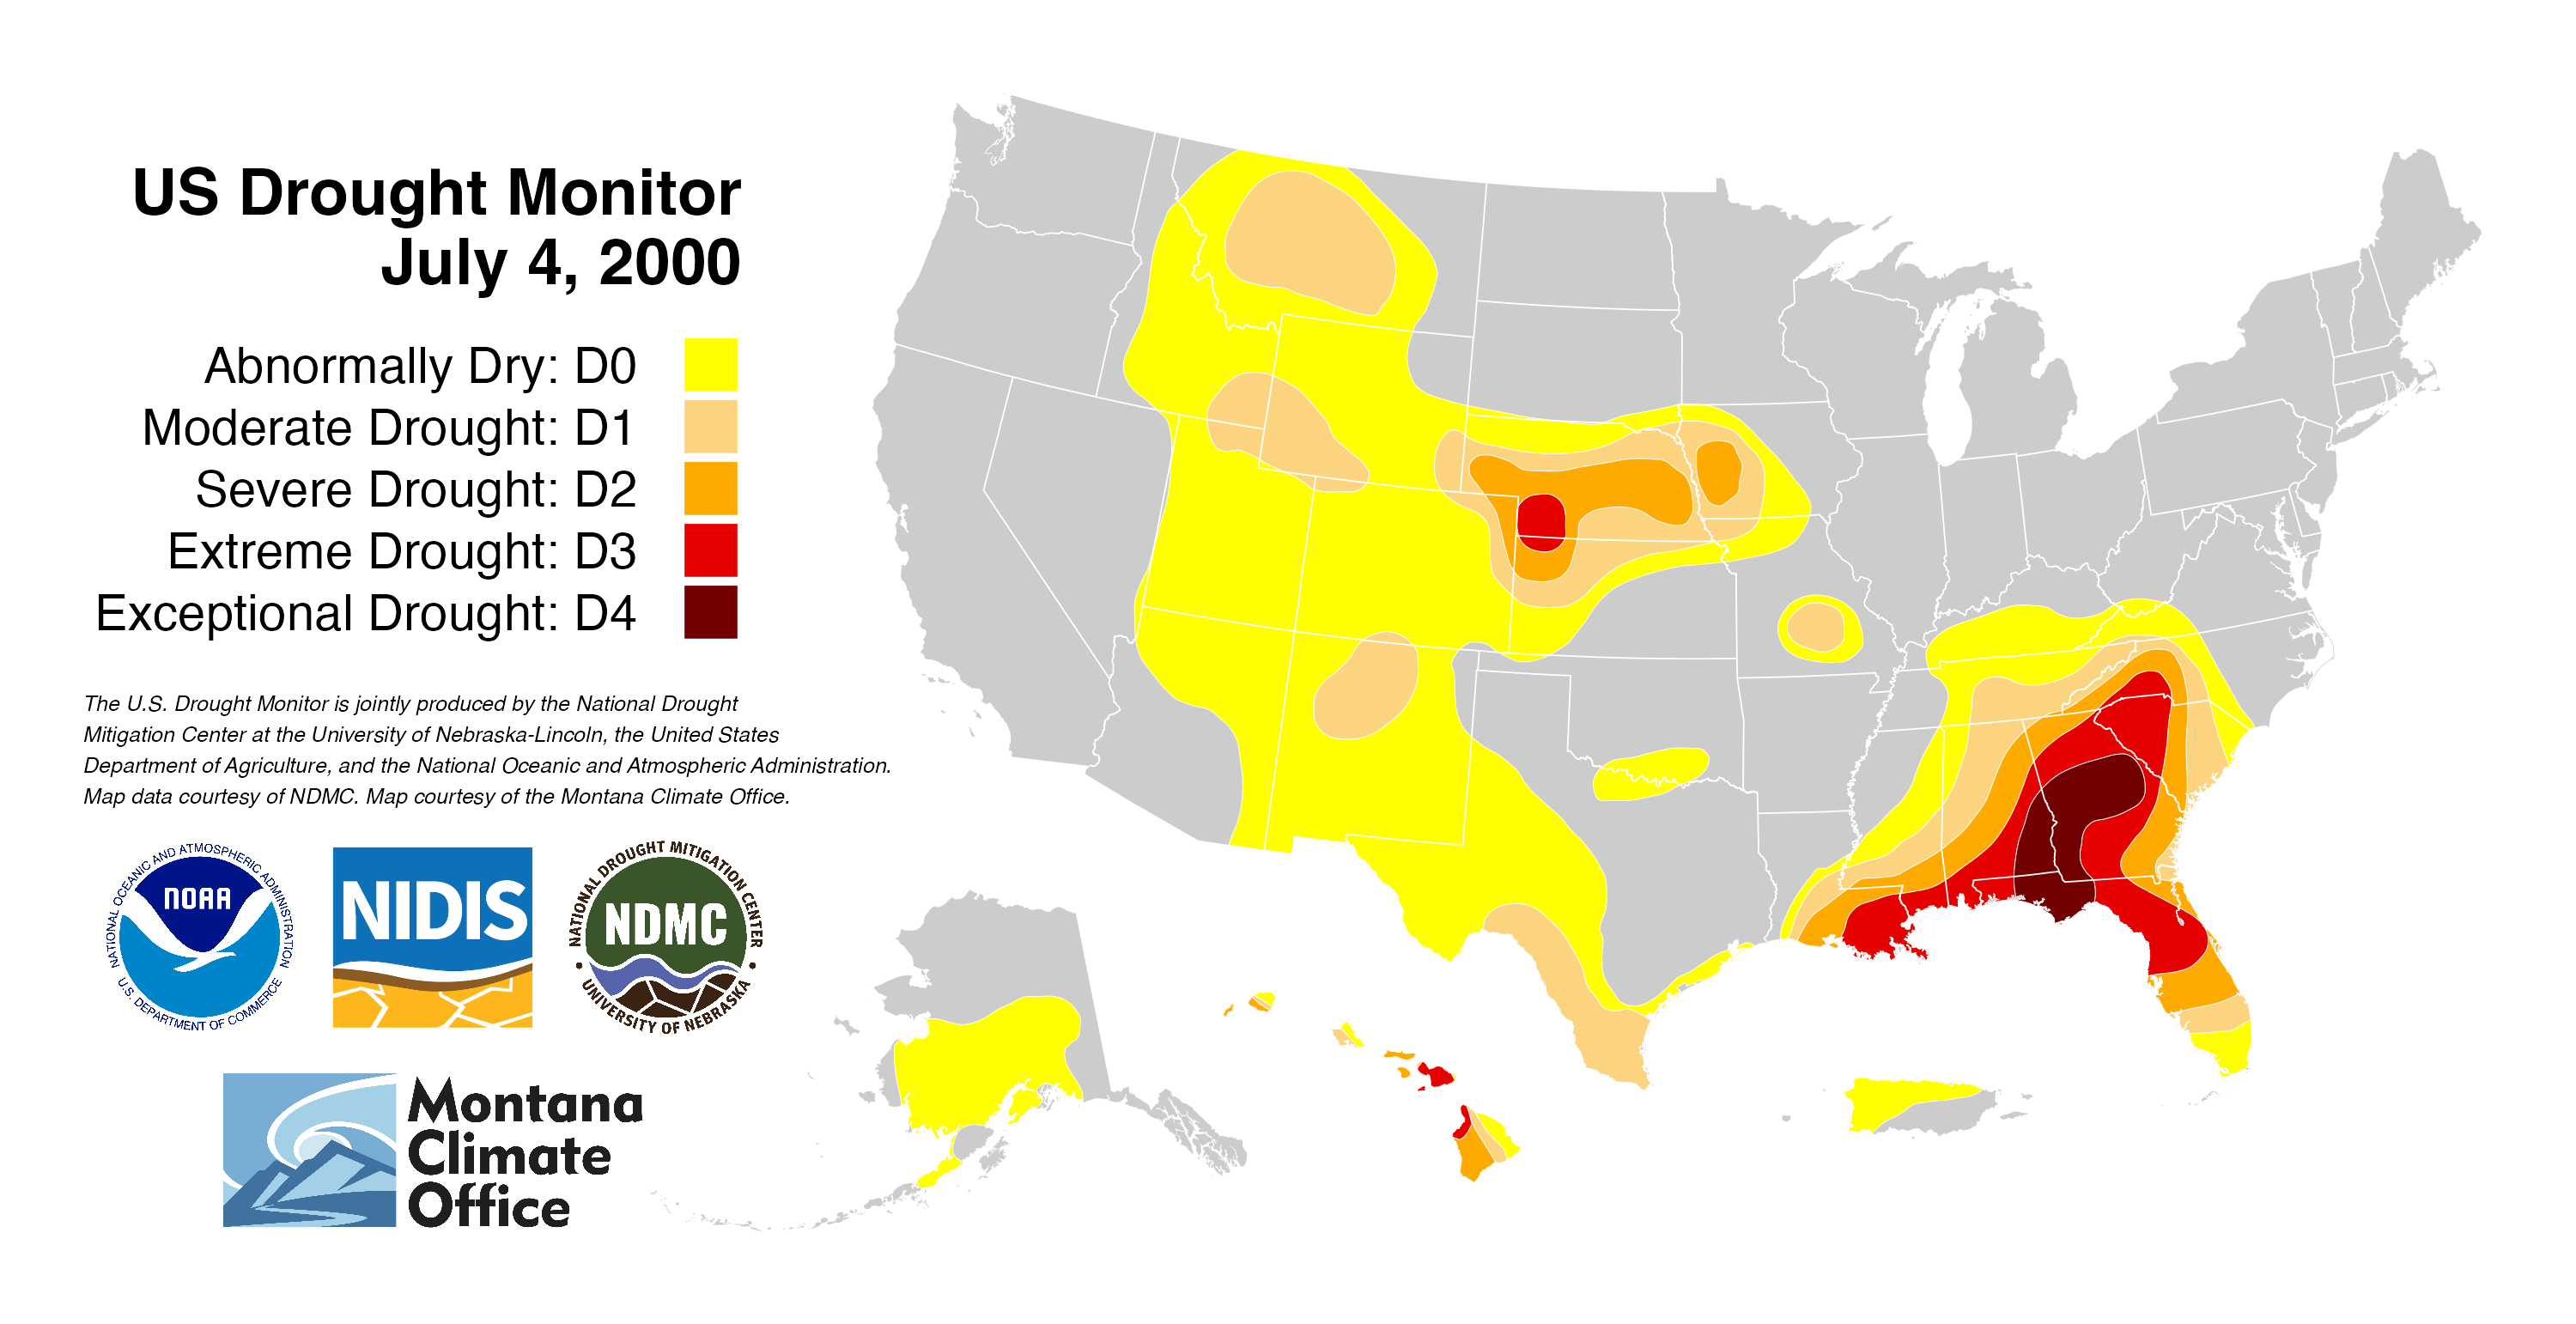 US Drought Monitor
July 4, 2000
Abnormally Dry: D0
Moderate Drought: D1
Severe Drought: D2
Extreme Drought: D3
Exceptional Drought: D4
The U.S. Drought Monitor is jointly produced by the National Drought
Mitigation Center at the University of Nebraska-Lincoln, the United States
Department of Agriculture, and the National Oceanic and Atmospheric Administration.
Map data courtesy of NDMC. Map courtesy of the Montana Climate Office.
NATIONAL OCEANIC AND ATMOSPHERIC ADMINISTRATION
NOAA
U.S. DEPARTMENT OF COMMERCE
NIDIS
NATIONAL DROUGHT MITIGATION CENTER
NDMC
UNIVERSITY OF NEBRASKA
Montana
Climate
Office